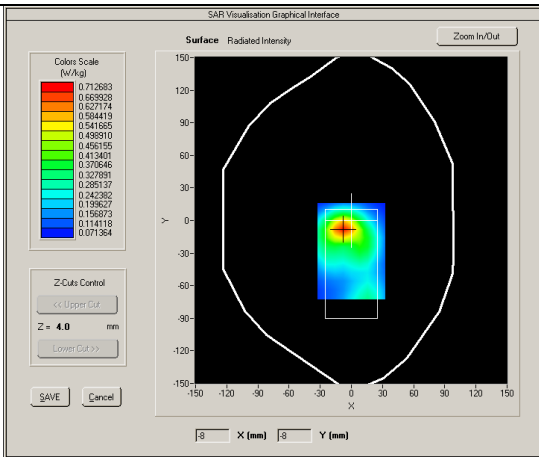 SAR Visualisation Graphical Interface
Surface Radiated Intensity
Zoom In/Out
Colors Scale
(W/kg)
0.712683
0.669928
0.627174
0.584419
0.541665
0.498910
0.456155
0.413401
0.370646
0.327891
0.285137
0.242382
0.199627
0.156873
0.114118
0.071364
Z-Cuts Control
<< Upper Cut
Z = 4.0 mm
Lower Cut >>
SAVE
Cancel
150
120
90
60
30
0
-30
-60
-90
-120
-150
Y
-150 -120 -90 -60 -30 0 30 60 90 120 150
X
-8 X (mm) -8 Y (mm)